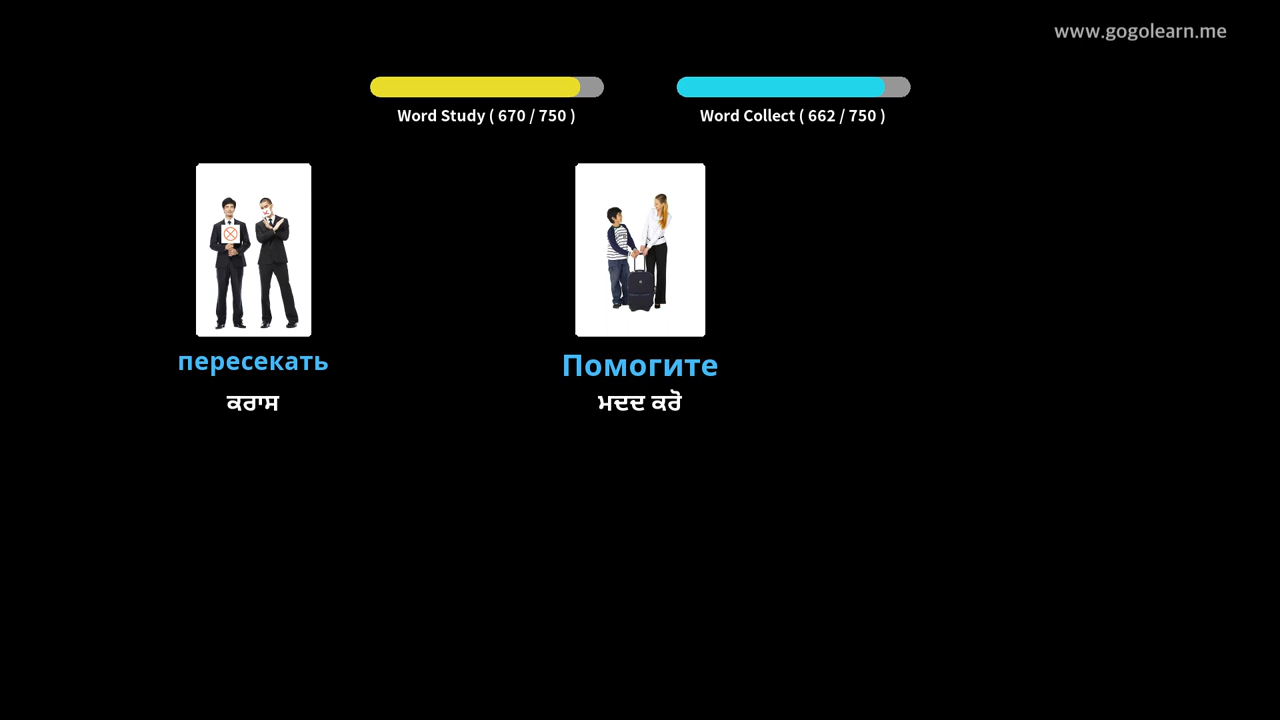 www.gogolearn.me
Word Study ( 670 / 750 )
Word Collect ( 662 / 750 )
пересекать
ਕਰਾਸ
Помогите
ਮਦਦ ਕਰੋ